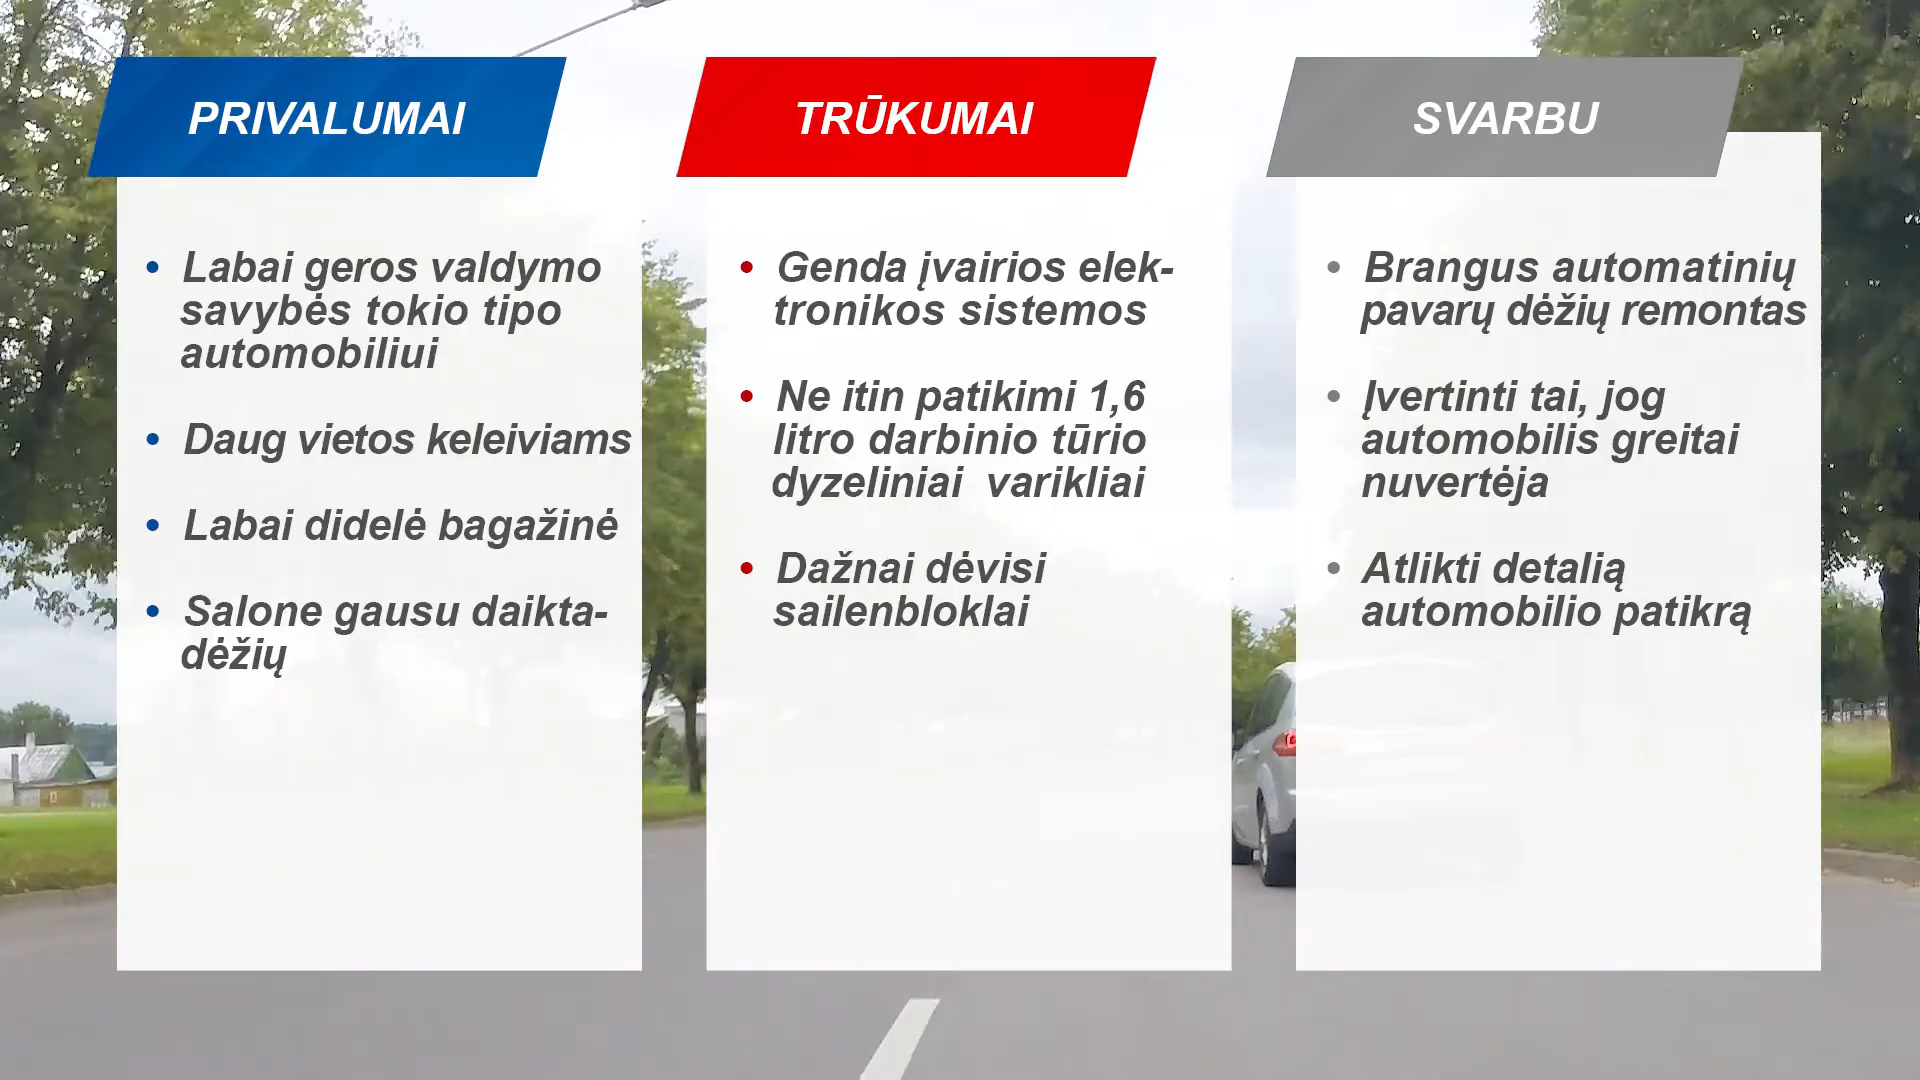 PRIVALUMAI
Labai geros valdymo
savybės tokio tipo
automobiliui
Daug vietos keleiviams
Labai didelė bagažinė
Salone gausu daikta-
dėžių
TRŪKUMAI
Genda įvairios elek-
tronikos sistemos
Ne itin patikimi 1,6
litro darbinio tūrio
dyzeliniai varikliai
Dažnai dėvisi
sailenbloklai
SVARBU
Brangus automatinių
pavarų dėžių remontas
Įvertinti tai, jog
automobilis greitai
nuvertėja
Atlikti detalią
automobilio patikrą